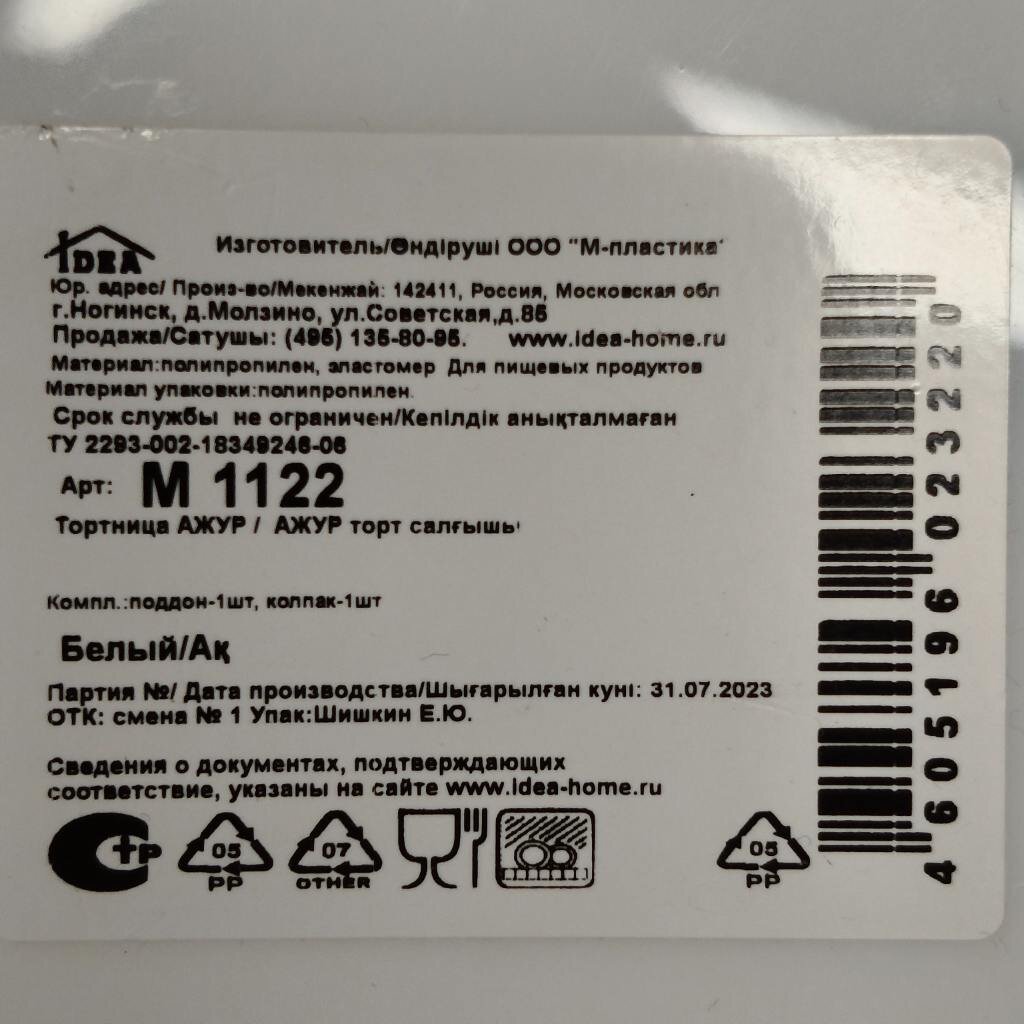 IDEA
Изготовитель/Өндіруші ООО "М-пластика"
Юр. адрес/ Произ-во/Мекенжай: 142411, Россия, Московская обл
г.Ногинск, д.Молзино, ул.Советская,д.85
Продажа/Сатушы: (495) 135-80-95. www.idea-home.ru
Материал:полипропилен, эластомер Для пищевых продуктов
Материал упаковки:полипропилен.
Срок службы не ограничен/Кепілдік анықталмаған
ТУ 2293-002-18349246-06
Арт: М 1122
Тортница АЖУР / АЖУР торт салғышы
Компл.:поддон-1шт, колпак-1шт
Белый/Ақ
Партия №/ Дата производства/Шығарылған күні: 31.07.2023
ОТК: смена № 1 Упак:Шишкин Е.Ю.
Сведения о документах, подтверждающих
соответствие, указаны на сайте www.idea-home.ru
05 07 05
PP OTHER PP
4 605196 023220